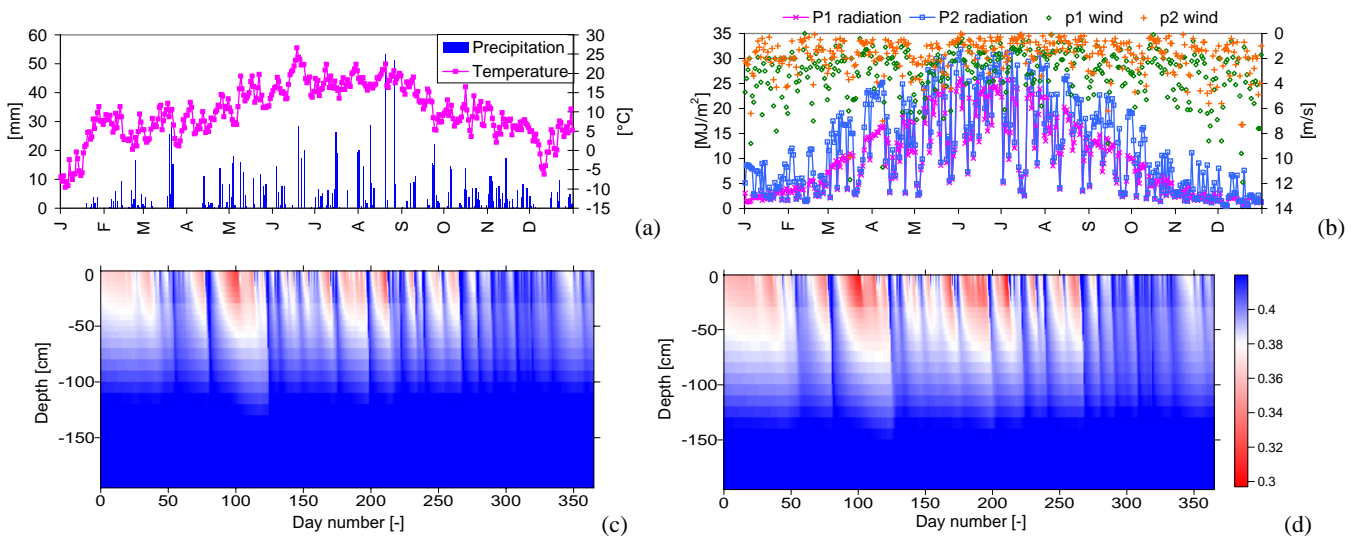 P1 radiation P2 radiation p1 wind p2 wind
60 30 35 0
Precipitation
Temperature
50 25 30 2
40 20 25 4
30 15 20 6
20 10 15 8
10 5 10 10
0 0 5 12
-5 0 14
-10
-15
[mm] [°C] [MJ/m²] [m/s]
J F M A M J J A S O N D
(a)
J F M A M J J A S O N D
(b)
0
-50
-100
-150
Depth [cm]
0 50 100 150 200 250 300 350
Day number [-]
(c)
0
-50
-100
-150
Depth [cm]
0 50 100 150 200 250 300 350
Day number [-]
0.4
0.38
0.36
0.34
0.32
0.3
(d)